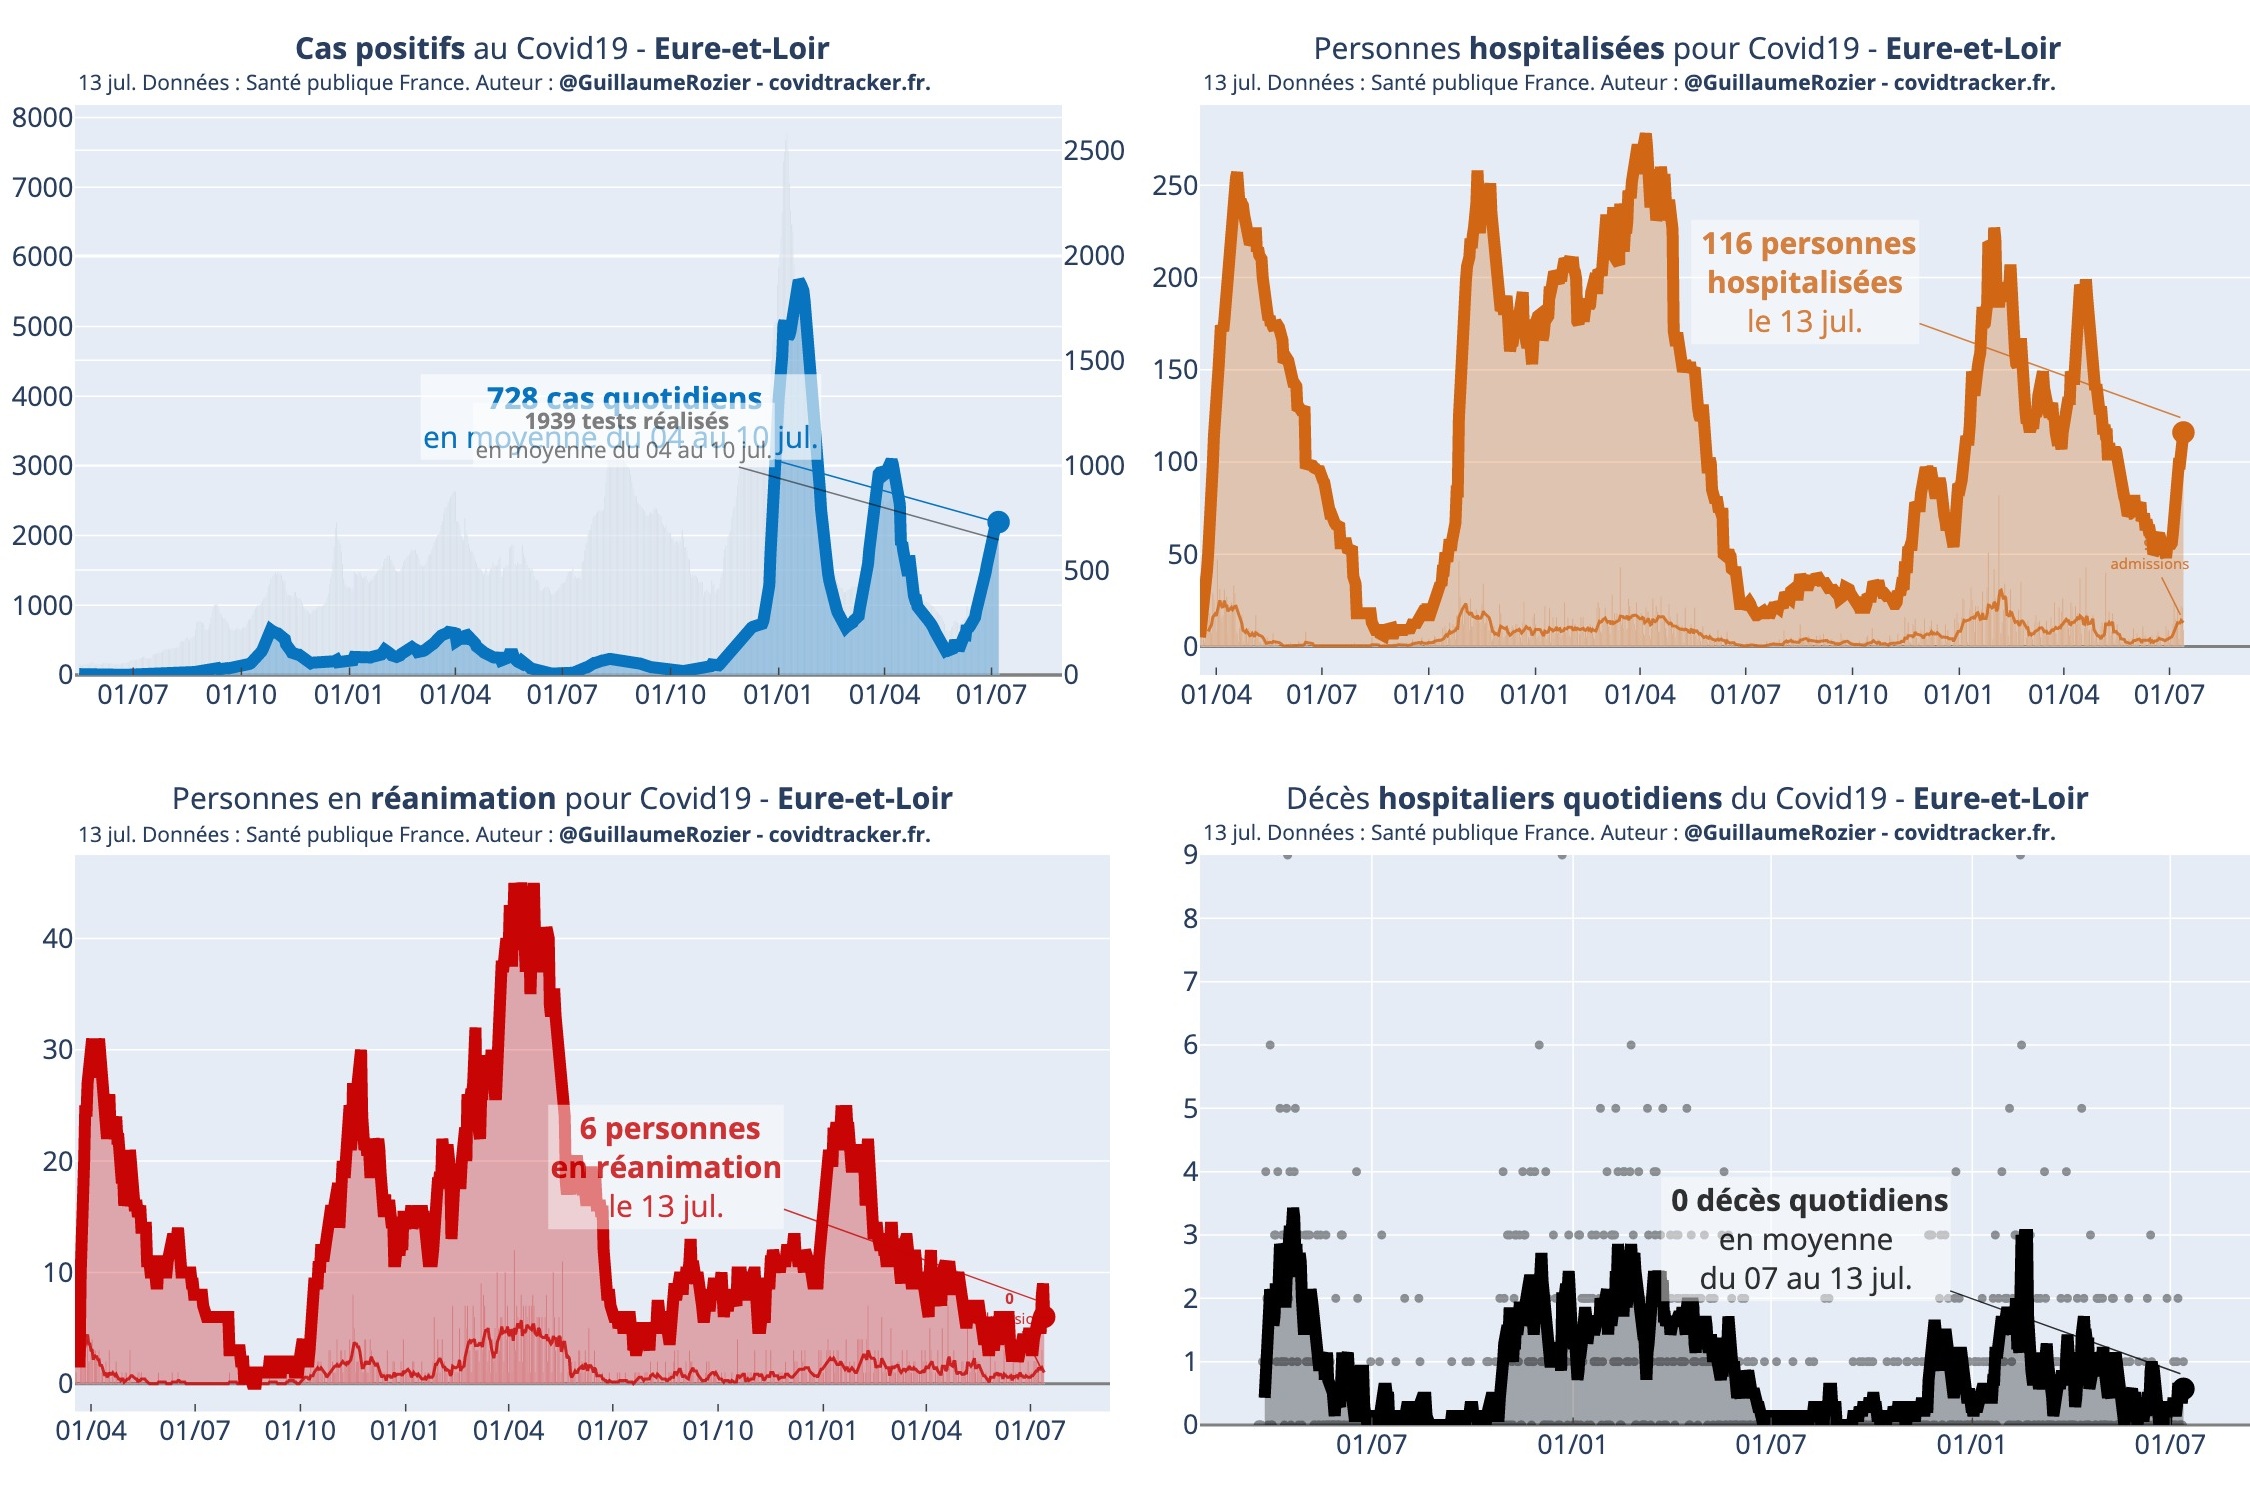 Cas positifs au Covid19 - Eure-et-Loir
13 jul. Données : Santé publique France. Auteur : @GuillaumeRozier - covidtracker.fr.
8000
7000
6000
5000
4000
3000
2000
1000
0
2500
2000
1500
1000
500
0
728 cas quotidiens
en moyenne du 04 au 10 jul.
1939 tests réalisés
en moyenne du 04 au 10 jul.
01/07 01/10 01/01 01/04 01/07 01/10 01/01 01/04 01/07
Personnes hospitalisées pour Covid19 - Eure-et-Loir
13 jul. Données : Santé publique France. Auteur : @GuillaumeRozier - covidtracker.fr.
250
200
150
100
50
0
116 personnes
hospitalisées
le 13 jul.
admissions
01/04 01/07 01/10 01/01 01/04 01/07 01/10 01/01 01/04 01/07
Personnes en réanimation pour Covid19 - Eure-et-Loir
13 jul. Données : Santé publique France. Auteur : @GuillaumeRozier - covidtracker.fr.
40
30
20
10
0
6 personnes
en réanimation
le 13 jul.
0
01/04 01/07 01/10 01/01 01/04 01/07 01/10 01/01 01/04 01/07
Décès hospitaliers quotidiens du Covid19 - Eure-et-Loir
13 jul. Données : Santé publique France. Auteur : @GuillaumeRozier - covidtracker.fr.
9
8
7
6
5
4
3
2
1
0
0 décès quotidiens
en moyenne
du 07 au 13 jul.
01/07 01/01 01/07 01/01 01/07